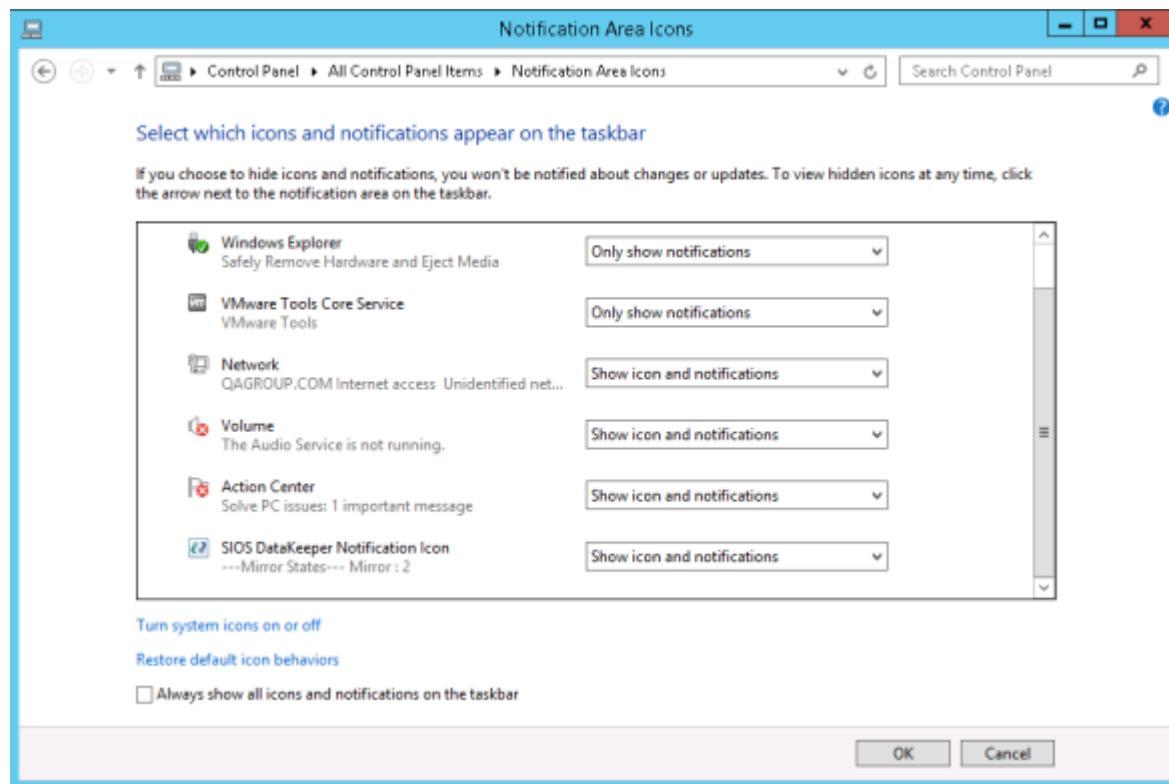 Notification Area Icons
Control Panel ▸ All Control Panel Items ▸ Notification Area Icons
Search Control Panel
?
Select which icons and notifications appear on the taskbar
If you choose to hide icons and notifications, you won't be notified about changes or updates. To view hidden icons at any time, click
the arrow next to the notification area on the taskbar.
Windows Explorer
Safely Remove Hardware and Eject Media
Only show notifications
VMware Tools Core Service
VMware Tools
Only show notifications
Network
QAGROUP.COM Internet access  Unidentified net...
Show icon and notifications
Volume
The Audio Service is not running.
Show icon and notifications
Action Center
Solve PC issues: 1 important message
Show icon and notifications
SIOS DataKeeper Notification Icon
---Mirror States--- Mirror : 2
Show icon and notifications
Turn system icons on or off
Restore default icon behaviors
Always show all icons and notifications on the taskbar
OK
Cancel